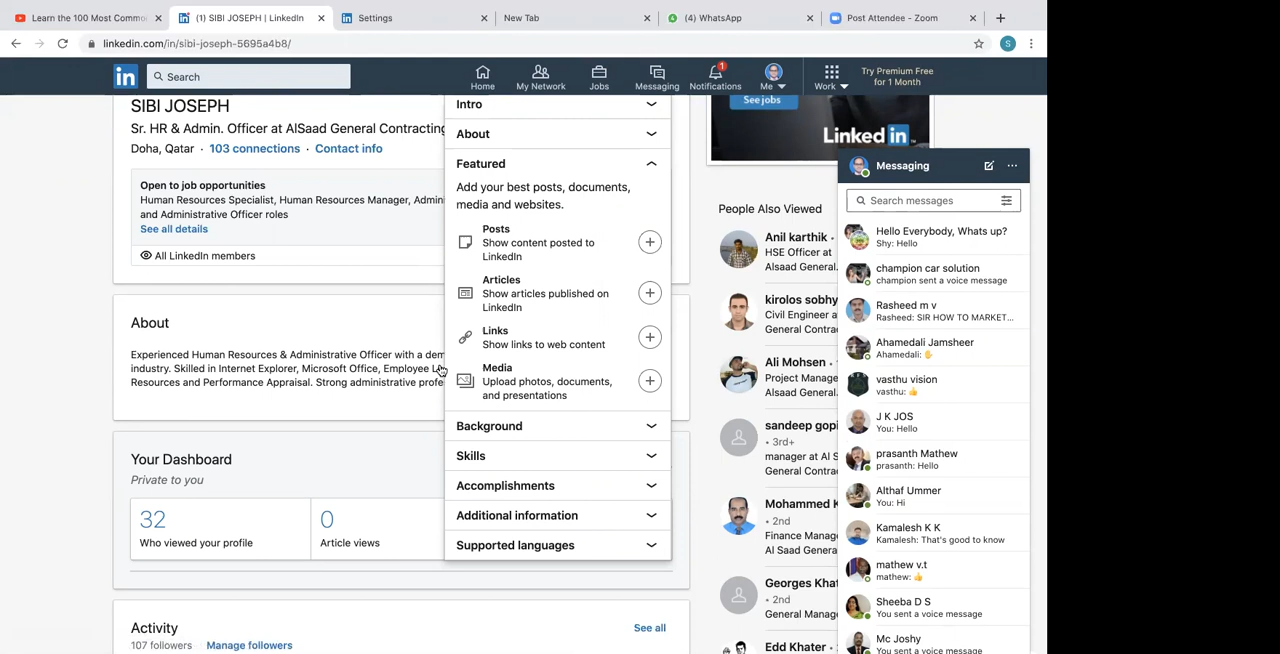 Learn the 100 Most Commo
(1) SIBI JOSEPH | LinkedIn
Settings
New Tab
(4) WhatsApp
Post Attendee - Zoom
linkedin.com/in/sibi-joseph-5695a4b8/
S
in
Search
Home
My Network
Jobs
Messaging
1
Notifications
Me
Work
Try Premium Free
for 1 Month
SIBI JOSEPH
Sr. HR & Admin. Officer at AlSaad General Contracting
Doha, Qatar · 103 connections · Contact info
Open to job opportunities
Human Resources Specialist, Human Resources Manager, Admin
and Administrative Officer roles
See all details
All LinkedIn members
About
Experienced Human Resources & Administrative Officer with a dem
industry. Skilled in Internet Explorer, Microsoft Office, Employee
Resources and Performance Appraisal. Strong administrative profe
Your Dashboard
Private to you
32
Who viewed your profile
0
Article views
Activity
107 followers
Manage followers
See all
Intro
About
Featured
Add your best posts, documents,
media and websites.
Posts
Show content posted to
LinkedIn
Articles
Show articles published on
LinkedIn
Links
Show links to web content
Media
Upload photos, documents,
and presentations
Background
Skills
Accomplishments
Additional information
Supported languages
See jobs
Linked in
People Also Viewed
Anil karthik •
HSE Officer at
Alsaad General.
kirolos sobhy
Civil Engineer a
General Contra
Ali Mohsen •
Project Manage
Alsaad General.
sandeep gopi
• 3rd+
manager at Al S
General Contra
Mohammed K
• 2nd
Finance Manag
Al Saad Genera
Georges Khat
• 2nd
General Manag
Edd Khater •
Messaging
Search messages
Hello Everybody, Whats up?
Shy: Hello
champion car solution
champion sent a voice message
Rasheed m v
Rasheed: SIR HOW TO MARKET...
Ahamedali Jamsheer
Ahamedali: ✋
vasthu vision
vasthu: 👍
J K JOS
You: Hello
prasanth Mathew
prasanth: Hello
Althaf Ummer
You: Hi
Kamalesh K K
Kamalesh: That's good to know
mathew v.t
mathew: 👍
Sheeba D S
You sent a voice message
Mc Joshy
You sent a voice message